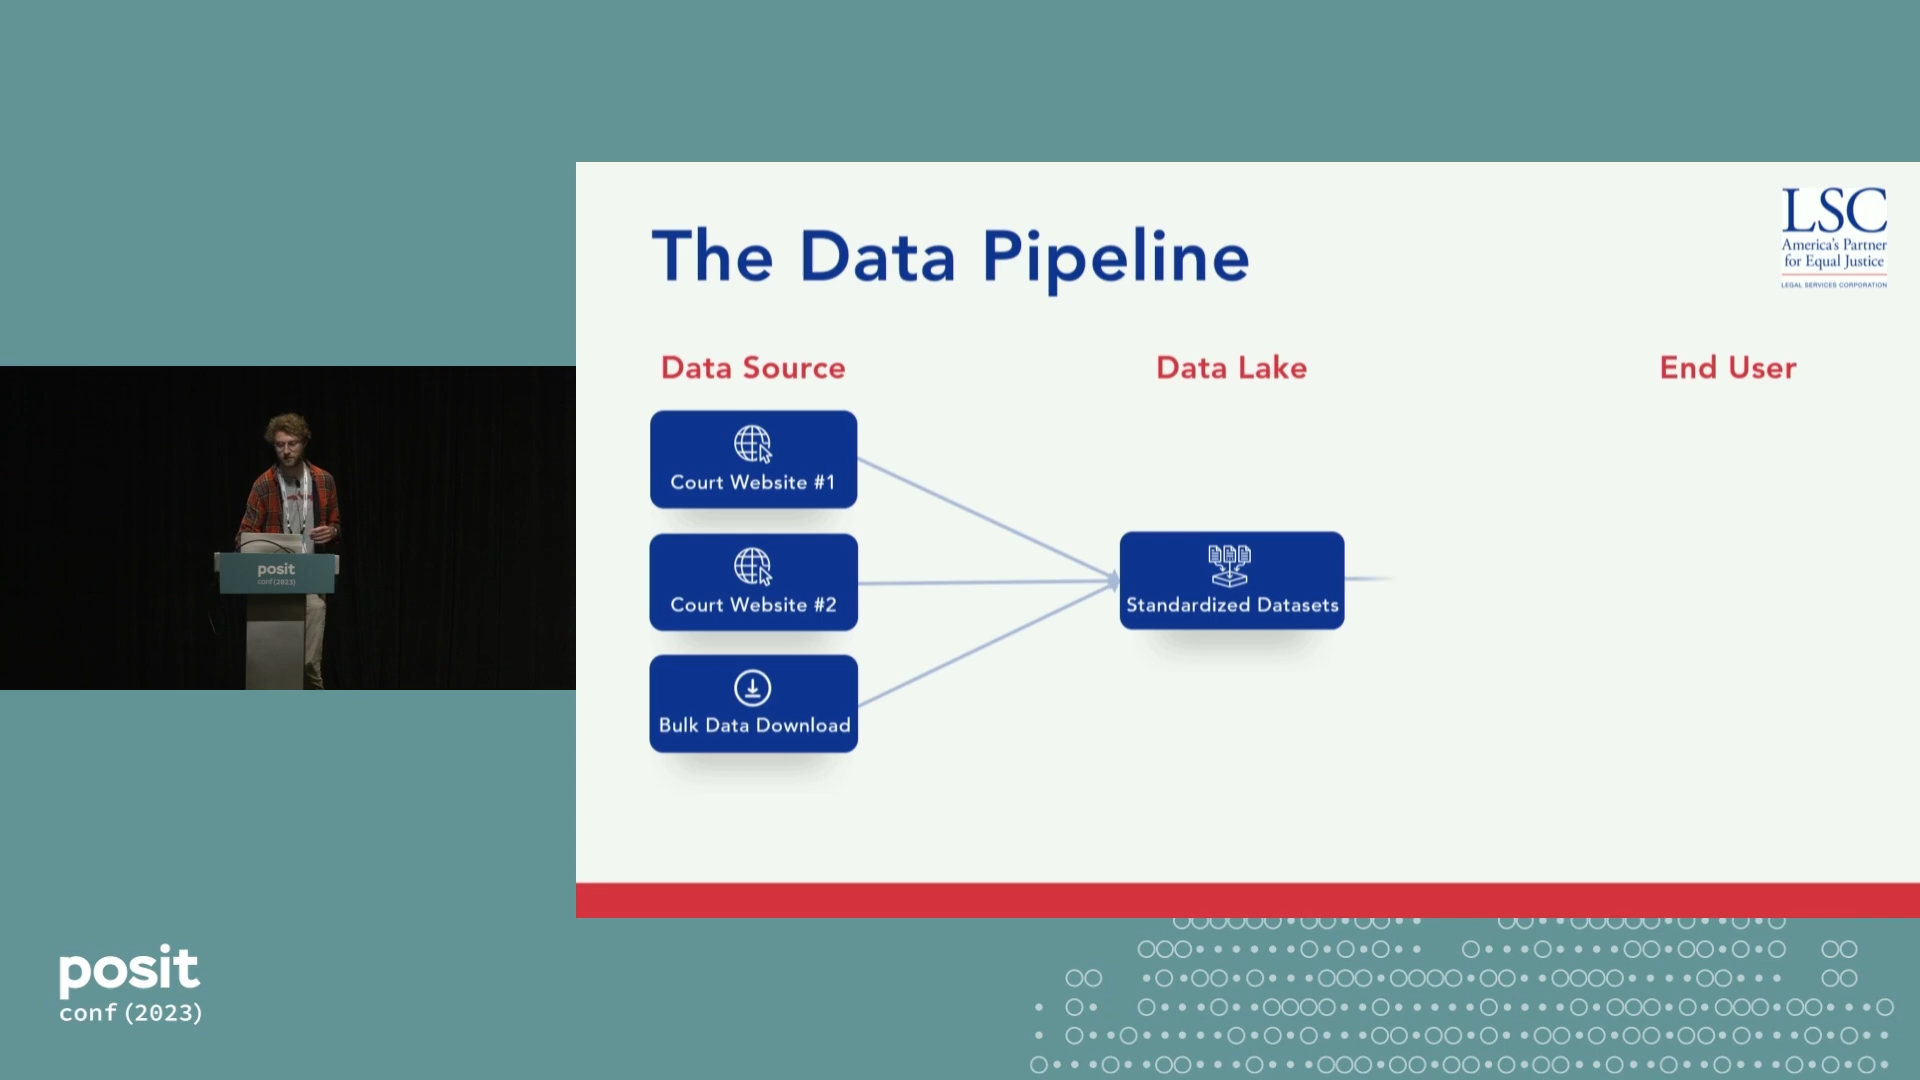 The Data Pipeline
LSC
America's Partner
for Equal Justice
LEGAL SERVICES CORPORATION
Data Source
Data Lake
End User
Court Website #1
Court Website #2
Bulk Data Download
Standardized Datasets
posit
conf(2023)
posit
conf(2023)